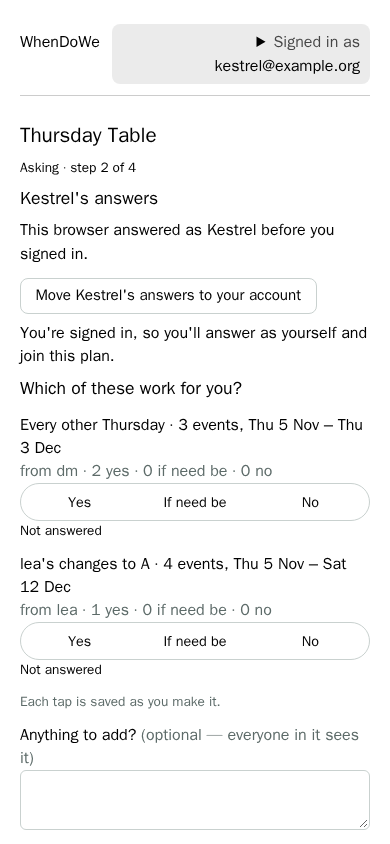 WhenDoWe
▶ Signed in as
kestrel@example.org
Thursday Table
Asking · step 2 of 4
Kestrel's answers
This browser answered as Kestrel before you
signed in.
Move Kestrel's answers to your account
You're signed in, so you'll answer as yourself and
join this plan.
Which of these work for you?
Every other Thursday · 3 events, Thu 5 Nov – Thu
3 Dec
from dm · 2 yes · 0 if need be · 0 no
Yes If need be No
Not answered
lea's changes to A · 4 events, Thu 5 Nov – Sat
12 Dec
from lea · 1 yes · 0 if need be · 0 no
Yes If need be No
Not answered
Each tap is saved as you make it.
Anything to add? (optional — everyone in it sees
it)